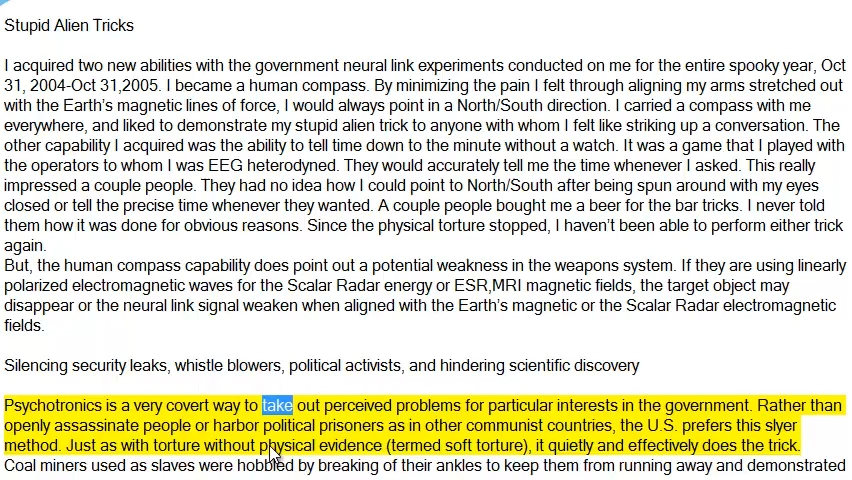 Stupid Alien Tricks
I acquired two new abilities with the government neural link experiments conducted on me for the entire spooky year, Oct
31, 2004-Oct 31,2005. I became a human compass. By minimizing the pain I felt through aligning my arms stretched out
with the Earth's magnetic lines of force, I would always point in a North/South direction. I carried a compass with me
everywhere, and liked to demonstrate my stupid alien trick to anyone with whom I felt like striking up a conversation. The
other capability I acquired was the ability to tell time down to the minute without a watch. It was a game that I played with
the operators to whom I was EEG heterodyned. They would accurately tell me the time whenever I asked. This really
impressed a couple people. They had no idea how I could point to North/South after being spun around with my eyes
closed or tell the precise time whenever they wanted. A couple people bought me a beer for the bar tricks. I never told
them how it was done for obvious reasons. Since the physical torture stopped, I haven't been able to perform either trick
again.
But, the human compass capability does point out a potential weakness in the weapons system. If they are using linearly
polarized electromagnetic waves for the Scalar Radar energy or ESR,MRI magnetic fields, the target object may
disappear or the neural link signal weaken when aligned with the Earth's magnetic or the Scalar Radar electromagnetic
fields.
Silencing security leaks, whistle blowers, political activists, and hindering scientific discovery
Psychotronics is a very covert way to take out perceived problems for particular interests in the government. Rather than
openly assassinate people or harbor political prisoners as in other communist countries, the U.S. prefers this slyer
method. Just as with torture without physical evidence (termed soft torture), it quietly and effectively does the trick.
Coal miners used as slaves were hobbled by breaking of their ankles to keep them from running away and demonstrated